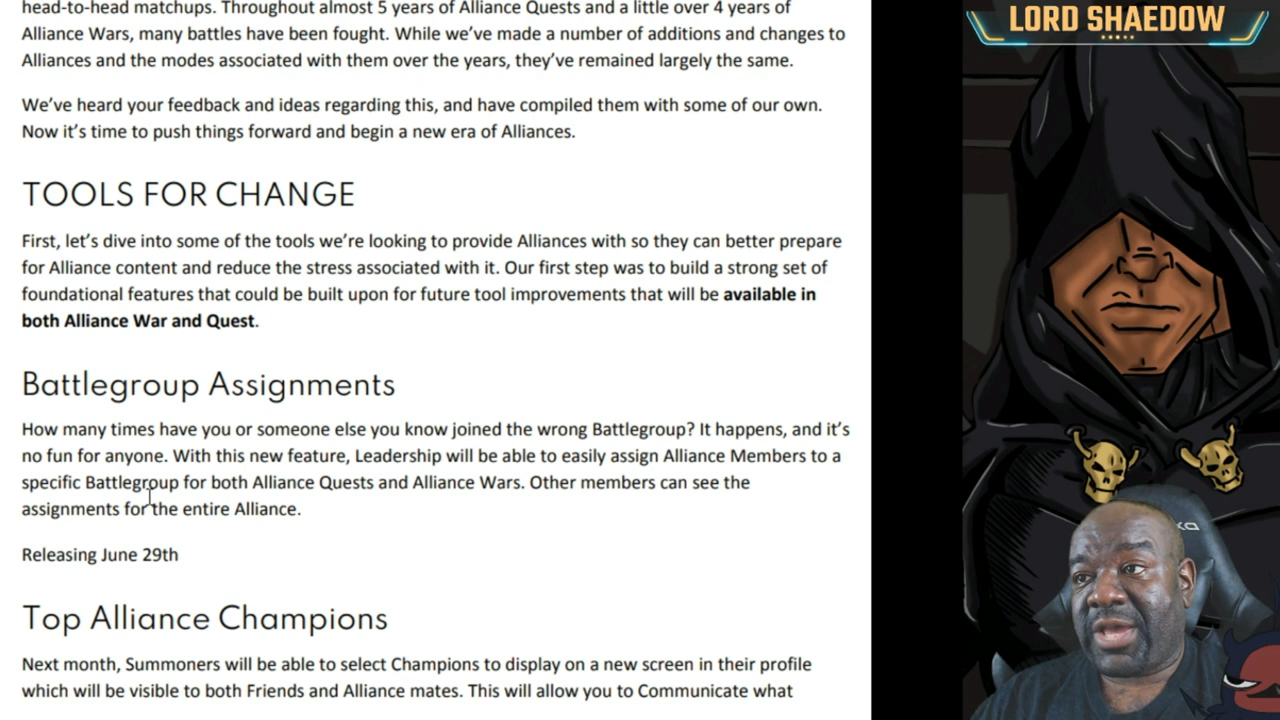 head-to-head matchups. Throughout almost 5 years of Alliance Quests and a little over 4 years of
Alliance Wars, many battles have been fought. While we've made a number of additions and changes to
Alliances and the modes associated with them over the years, they've remained largely the same.
We've heard your feedback and ideas regarding this, and have compiled them with some of our own.
Now it's time to push things forward and begin a new era of Alliances.
TOOLS FOR CHANGE
First, let's dive into some of the tools we're looking to provide Alliances with so they can better prepare
for Alliance content and reduce the stress associated with it. Our first step was to build a strong set of
foundational features that could be built upon for future tool improvements that will be available in
both Alliance War and Quest.
Battlegroup Assignments
How many times have you or someone else you know joined the wrong Battlegroup? It happens, and it's
no fun for anyone. With this new feature, Leadership will be able to easily assign Alliance Members to a
specific Battlegroup for both Alliance Quests and Alliance Wars. Other members can see the
assignments for the entire Alliance.
Releasing June 29th
Top Alliance Champions
Next month, Summoners will be able to select Champions to display on a new screen in their profile
which will be visible to both Friends and Alliance mates. This will allow you to Communicate what
LORD SHAEDOW